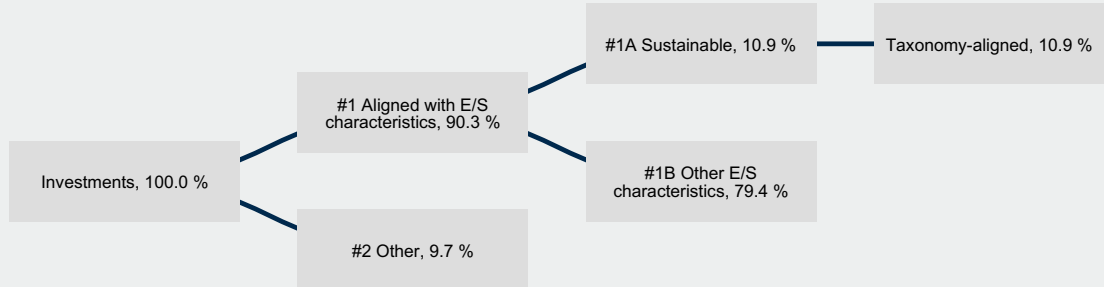 #1A Sustainable, 10.9 %
Taxonomy-aligned, 10.9 %
#1 Aligned with E/S
characteristics, 90.3 %
Investments, 100.0 %
#1B Other E/S
characteristics, 79.4 %
#2 Other, 9.7 %